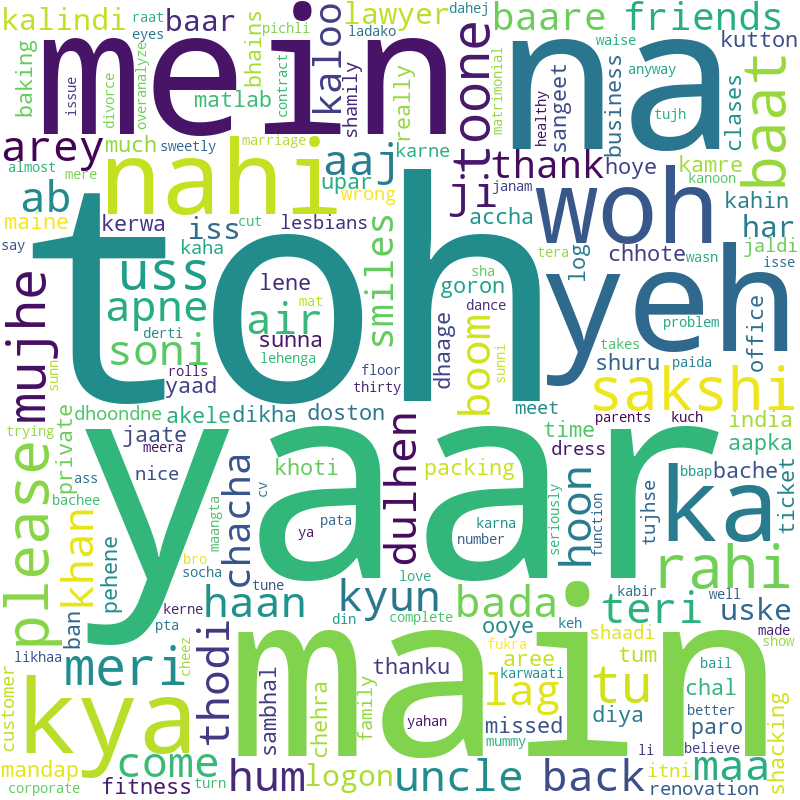 kalindi
baar
mein
kaloo
lawyer
dahej
baare
friends
raat
eyes
pichli
ladako
waise
na
kutton
baking
issue
divorce
overanalyze
bhains
matlab
contract
shamily
really
toone
matrimonial
healthy
sangeet
business
anyway
tujh
clases
baat
arey
much
sweetly
marriage
karne
thank
hoye
kamre
kanoon
almost
mere
nahi
aaj
upar
wrong
ji
janam
woh
kahin
ab
maine
kerwa
iss
cut
lesbians
accha
har
say
kaha
smiles
tera
log
chhote
jaldi
isse
mujhe
uss
toh
lene
sha
goron
yeh
wasn
apne
air
mat
dance
office
problem
derti
sunna
dhaage
boom
soni
lehenga
sunni
takes
sunn
rolls
floor
shuru
paida
yaad
thirty
sakshi
dhoondne
akele
dikha
doston
meet
parents
kuch
india
trying
private
jaate
yaar
dulhen
time
aapka
please
meera
dress
khan
nice
chacha
khoti
packing
hoon
ka
bbap
bache
ticket
ass
cv
seriously
tujhse
bachee
maangta
pata
karna
function
rahi
pehene
ya
number
bro
socha
love
kabir
well
ban
haan
kyun
bada
teri
uske
made
kerne
tune
din
complete
keh
pta
thodi
ooye
shaadi
show
likhaa
meri
main
fukra
aree
tum
bail
cheez
sambhal
chehra
family
thanku
karwaati
chal
customer
kya
lag
tu
yahan
missed
diya
better
paro
shacking
mummy
believe
mandap
come
li
itni
maa
corporate
fitness
turn
hum
logon
uncle
back
renovation